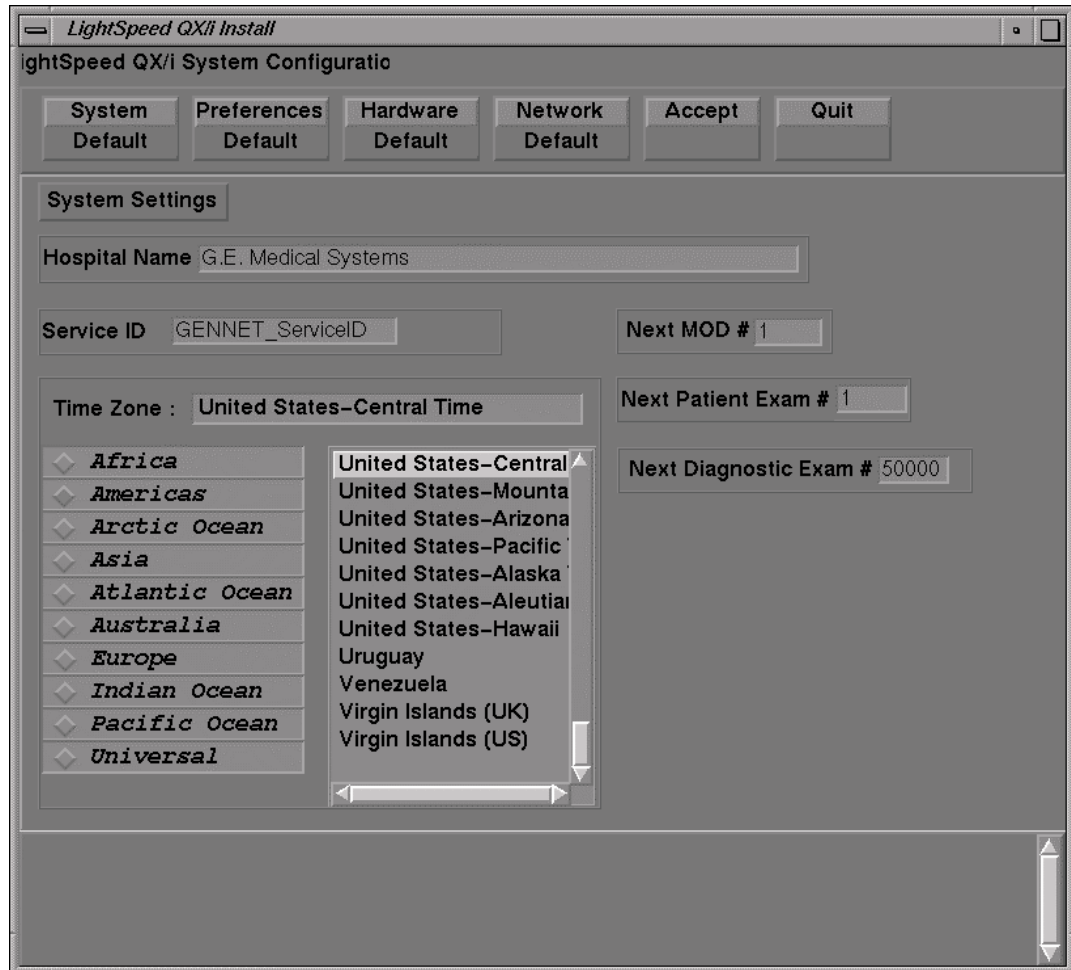 LightSpeed QX/i Install
ightSpeed QX/i System Configuratio
System Preferences Hardware Network Accept Quit
Default Default Default Default
System Settings
Hospital Name G.E. Medical Systems
Service ID GENNET_ServiceID
Next MOD # 1
Time Zone : United States–Central Time
Next Patient Exam # 1
Next Diagnostic Exam # 50000
Africa
Americas
Arctic Ocean
Asia
Atlantic Ocean
Australia
Europe
Indian Ocean
Pacific Ocean
Universal
United States–Central
United States–Mounta
United States–Arizona
United States–Pacific
United States–Alaska
United States–Aleutian
United States–Hawaii
Uruguay
Venezuela
Virgin Islands (UK)
Virgin Islands (US)